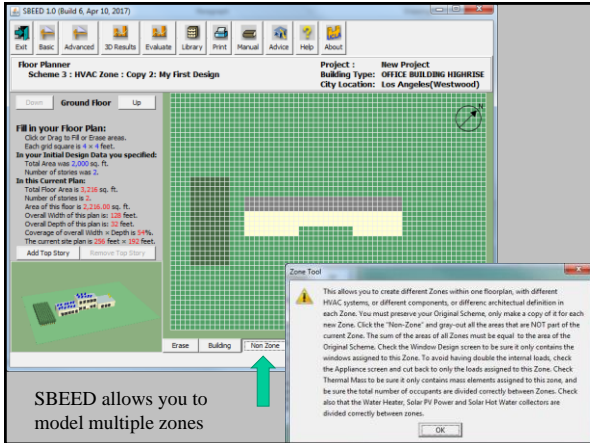 SBEED 1.0 (Build 6, Apr 10, 2017)
Exit Basic Advanced 3D Results Evaluate Library Print Manual Advice Help About
Floor Planner
Scheme 3 : HVAC Zone : Copy 2: My First Design
Project : New Project
Building Type: OFFICE BUILDING HIGHRISE
City Location: Los Angeles(Westwood)
Down Ground Floor Up
N
Fill in your Floor Plan:
Click or Drag to Fill or Erase areas.
Each grid square is 4 × 4 feet.
In your Initial Design Data you specified:
Total Area was 2,000 sq. ft.
Number of stories was 2.
In this Current Plan:
Total Floor Area is 3,216 sq. ft.
Number of stories is 2.
Area of this floor is 2,216.00 sq. ft.
Overall Width of this plan is: 128 feet.
Overall Depth of this plan is: 32 feet.
Coverage of overall Width × Depth is 54%.
The current site plan is 256 feet × 192 feet.
Add Top Story Remove Top Story
Erase Building Non Zone
Zone Tool
This allows you to create different Zones within one floorplan, with different
HVAC systems, or different components, or differenc architectual definition in
each Zone. You must preserve your Original Scheme, only make a copy of it for each
new Zone. Click the "Non-Zone" and gray-out all the areas that are NOT part of the
current Zone. The sum of the areas of all Zones must be equal to the area of the
Original Scheme. Check the Window Design screen to be sure it only contains the
windows assigned to this Zone. To avoid having double the internal loads, check
the Appliance screen and cut back to only the loads assigned to this Zone. Check
Thermal Mass to be sure it only contains mass elements assigned to this zone, and
be sure the total number of occupants are divided correctly between Zones. Check
also that the Water Heater, Solar PV Power and Solar Hot Water collectors are
divided correctly between zones.
OK
SBEED allows you to
model multiple zones